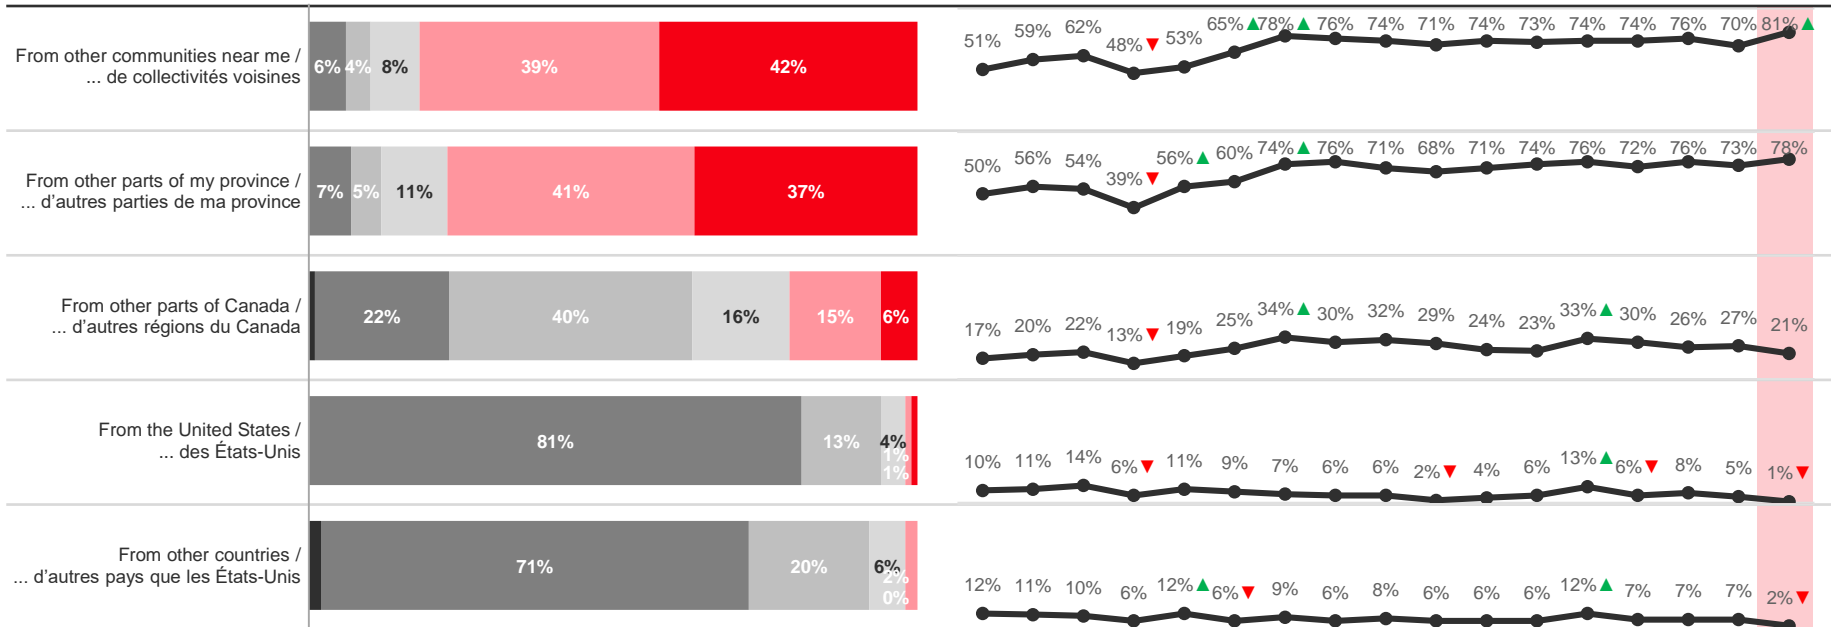 From other communities near me /
... de collectivités voisines
6% 4% 8% 39% 42%
51% 59% 62% 48% ▼ 53% 65% ▲ 78% ▲ 76% 74% 71% 74% 73% 74% 74% 76% 70% 81% ▲
From other parts of my province /
... d'autres parties de ma province
7% 5% 11% 41% 37%
50% 56% 54% 39% ▼ 56% ▲ 60% 74% ▲ 76% 71% 68% 71% 74% 76% 72% 76% 73% 78%
From other parts of Canada /
... d'autres régions du Canada
22% 40% 16% 15% 6%
17% 20% 22% 13% ▼ 19% 25% 34% ▲ 30% 32% 29% 24% 23% 33% ▲ 30% 26% 27% 21%
From the United States /
... des États-Unis
81% 13% 4% 1% 1%
10% 11% 14% 6% ▼ 11% 9% 7% 6% 6% 2% ▼ 4% 6% 13% ▲ 6% ▼ 8% 5% 1% ▼
From other countries /
... d'autres pays que les États-Unis
71% 20% 6% 2% 0%
12% 11% 10% 6% 12% ▲ 6% ▼ 9% 6% 8% 6% 6% 6% 12% ▲ 7% 7% 7% 2% ▼